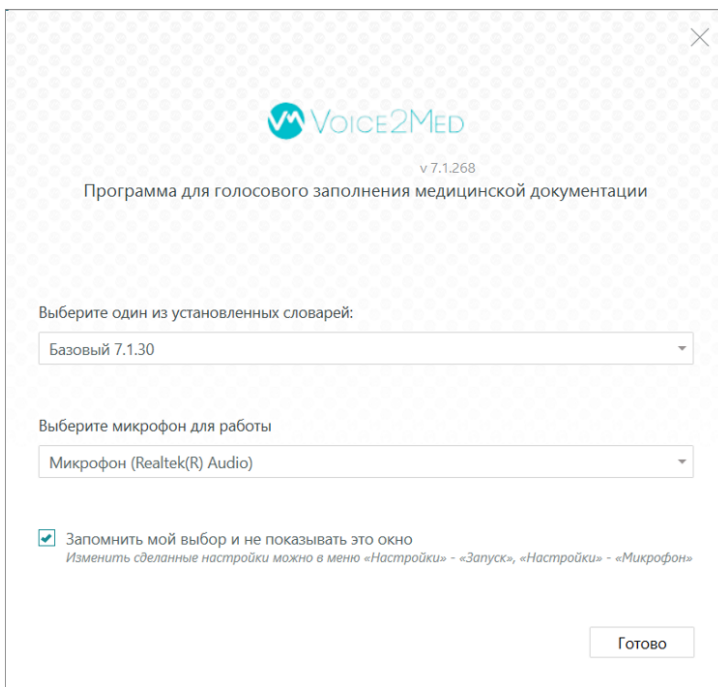 VM VOICE2MED
v 7.1.268
Программа для голосового заполнения медицинской документации
Выберите один из установленных словарей:
Базовый 7.1.30
Выберите микрофон для работы
Микрофон (Realtek(R) Audio)
Запомнить мой выбор и не показывать это окно
Изменить сделанные настройки можно в меню «Настройки» - «Запуск», «Настройки» - «Микрофон»
Готово